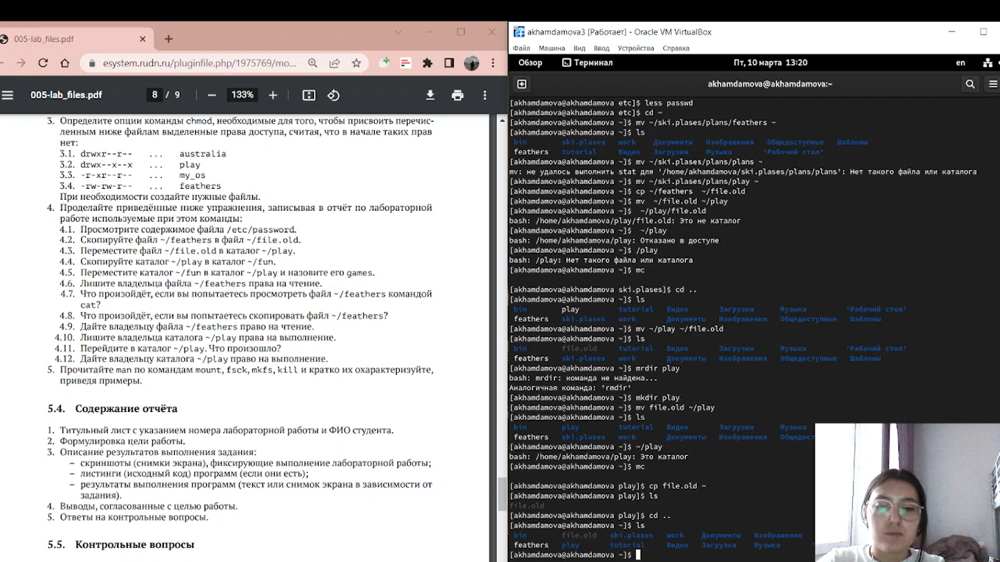 005-lab_files.pdf
esystem.rudn.ru/pluginfile.php/1975769/mo...
005-lab_files.pdf
8 / 9
133%
3. Определите опции команды chmod, необходимые для того, чтобы присвоить перечис-
ленным ниже файлам выделенные права доступа, считая, что в начале таких прав
нет:
3.1. drwxr--r-- ... australia
3.2. drwx--x--x ... play
3.3. -r-xr--r-- ... my_os
3.4. -rw-rw-r-- ... feathers
При необходимости создайте нужные файлы.
4. Проделайте приведённые ниже упражнения, записывая в отчёт по лабораторной
работе используемые при этом команды:
4.1. Просмотрите содержимое файла /etc/password.
4.2. Скопируйте файл ~/feathers в файл ~/file.old.
4.3. Переместите файл ~/file.old в каталог ~/play.
4.4. Скопируйте каталог ~/play в каталог ~/fun.
4.5. Переместите каталог ~/fun в каталог ~/play и назовите его games.
4.6. Лишите владельца файла ~/feathers права на чтение.
4.7. Что произойдёт, если вы попытаетесь просмотреть файл ~/feathers командой
cat?
4.8. Что произойдёт, если вы попытаетесь скопировать файл ~/feathers?
4.9. Дайте владельцу файла ~/feathers право на чтение.
4.10. Лишите владельца каталога ~/play права на выполнение.
4.11. Перейдите в каталог ~/play. Что произошло?
4.12. Дайте владельцу каталога ~/play право на выполнение.
5. Прочитайте man по командам mount, fsck, mkfs, kill и кратко их охарактеризуйте,
приведя примеры.
5.4. Содержание отчёта
1. Титульный лист с указанием номера лабораторной работы и ФИО студента.
2. Формулировка цели работы.
3. Описание результатов выполнения задания:
– скриншоты (снимки экрана), фиксирующие выполнение лабораторной работы;
– листинги (исходный код) программ (если они есть);
– результаты выполнения программ (текст или снимок экрана в зависимости от
задания).
4. Выводы, согласованные с целью работы.
5. Ответы на контрольные вопросы.
5.5. Контрольные вопросы
akhamdamova3 [Работает] - Oracle VM VirtualBox
Файл Машина Вид Ввод Устройства Справка
Обзор Терминал Пт, 10 марта 13:20 en
akhamdamova@akhamdamova:~
[akhamdamova@akhamdamova etc]$ less passwd
[akhamdamova@akhamdamova etc]$ cd ~
[akhamdamova@akhamdamova ~]$ mv ~/ski.plases/plans/feathers ~
[akhamdamova@akhamdamova ~]$ ls
bin ski.plases work Документы Изображения Общедоступные Шаблоны
feathers tutorial Видео Загрузки Музыка 'Рабочий стол'
[akhamdamova@akhamdamova ~]$ mv ~/ski.plases/plans/plans ~
mv: не удалось выполнить stat для '/home/akhamdamova/ski.plases/plans/plans': Нет такого файла или каталога
[akhamdamova@akhamdamova ~]$ mv ~/ski.plases/plans/play ~
[akhamdamova@akhamdamova ~]$ cp ~/feathers ~/file.old
[akhamdamova@akhamdamova ~]$ mv ~/file.old ~/play
[akhamdamova@akhamdamova ~]$ ~/play/file.old
bash: /home/akhamdamova/play/file.old: Это не каталог
[akhamdamova@akhamdamova ~]$ ~/play
bash: /home/akhamdamova/play: Отказано в доступе
[akhamdamova@akhamdamova ~]$ /play
bash: /play: Нет такого файла или каталога
[akhamdamova@akhamdamova ~]$ mc
[akhamdamova@akhamdamova ski.plases]$ cd ..
[akhamdamova@akhamdamova ~]$ ls
bin play tutorial Видео Загрузки Музыка 'Рабочий стол'
feathers ski.plases work Документы Изображения Общедоступные Шаблоны
[akhamdamova@akhamdamova ~]$ mv ~/play ~/file.old
[akhamdamova@akhamdamova ~]$ ls
bin file.old tutorial Видео Загрузки Музыка 'Рабочий стол'
feathers ski.plases work Документы Изображения Общедоступные Шаблоны
[akhamdamova@akhamdamova ~]$ mrdir play
bash: mrdir: команда не найдена...
Аналогичная команда: 'rmdir'
[akhamdamova@akhamdamova ~]$ mkdir play
[akhamdamova@akhamdamova ~]$ mv file.old ~/play
[akhamdamova@akhamdamova ~]$ ls
bin play tutorial Видео Загрузки Музыка
feathers ski.plases work Документы Изображения Общедост
[akhamdamova@akhamdamova ~]$ ~/play
bash: /home/akhamdamova/play: Это каталог
[akhamdamova@akhamdamova ~]$ mc
[akhamdamova@akhamdamova play]$ cp file.old ~
[akhamdamova@akhamdamova play]$ ls
file.old
[akhamdamova@akhamdamova play]$ cd ..
[akhamdamova@akhamdamova ~]$ ls
bin file.old ski.plases work Документы Изображения
feathers play tutorial Видео Загрузки Музыка
[akhamdamova@akhamdamova ~]$